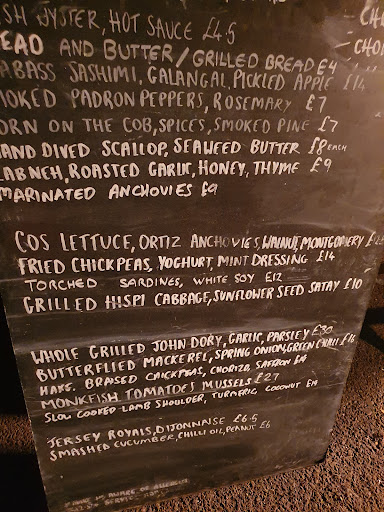 SH OYSTER, HOT SAUCE £4.5
EAD AND BUTTER / GRILLED BREAD £4
ABASS SASHIMI, GALANGAL, PICKLED APPLE £14
OKED PADRON PEPPERS, ROSEMARY £7
ORN ON THE COB, SPICES, SMOKED PINE £7
AND DIVED SCALLOP, SEAWEED BUTTER £8 EACH
LABNEH, ROASTED GARLIC, HONEY, THYME £9
MARINATED ANCHOVIES £9
COS LETTUCE, ORTIZ ANCHOVIES, WALNUT, MONTGOMERY
FRIED CHICKPEAS, YOGHURT, MINT DRESSING £14
TORCHED SARDINES, WHITE SOY £12
GRILLED HISPI CABBAGE, SUNFLOWER SEED SATAY £10
WHOLE GRILLED JOHN DORY, GARLIC, PARSLEY £30
BUTTERFLIED MACKEREL, SPRING ONION, GREEN CHILLI £16
HAKE, BRAISED CHICKPEAS, CHORIZO, SAFFRON
MONKFISH TOMATOES MUSSELS £27
SLOW COOKED LAMB SHOULDER, TURMERIC, COCONUT
JERSEY ROYALS, DIJONNAISE £6.5
SMASHED CUCUMBER, CHILLI OIL, PEANUT £6
- CHO